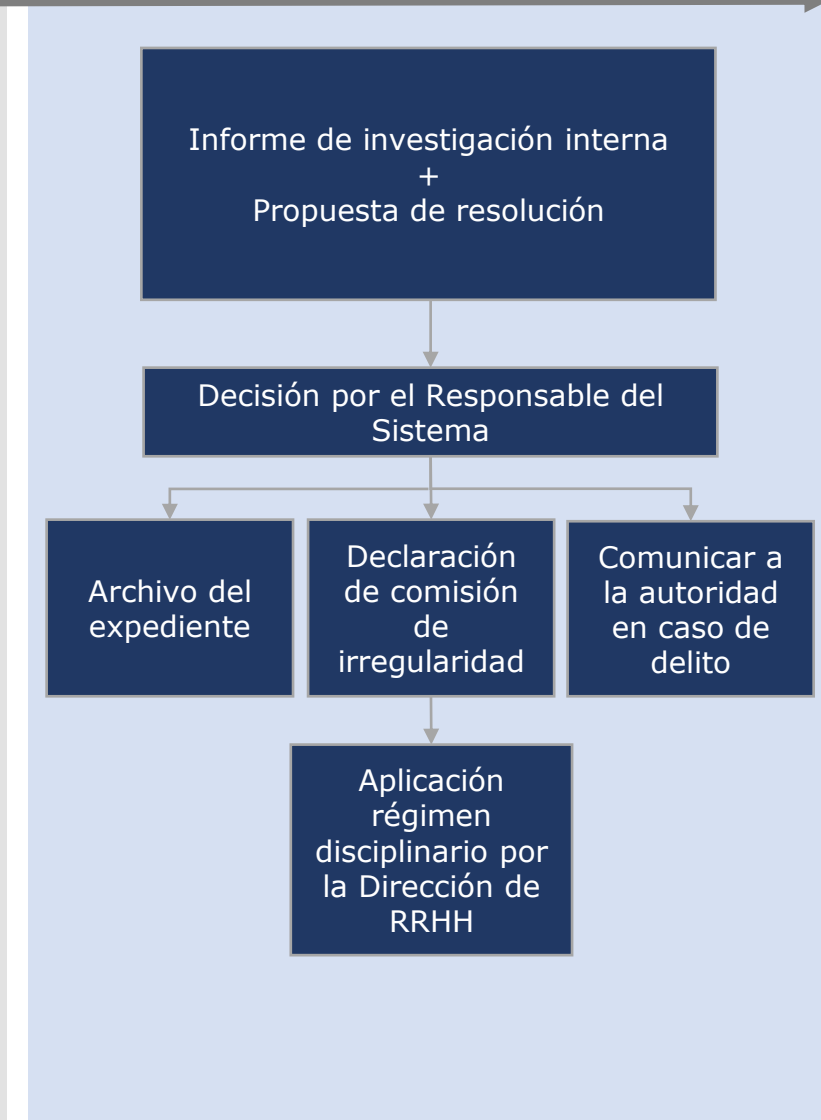 Informe de investigación interna
+
Propuesta de resolución
Decisión por el Responsable del
Sistema
Archivo del
expediente
Declaración
de comisión
de
irregularidad
Comunicar a
la autoridad
en caso de
delito
Aplicación
régimen
disciplinario por
la Dirección de
RRHH